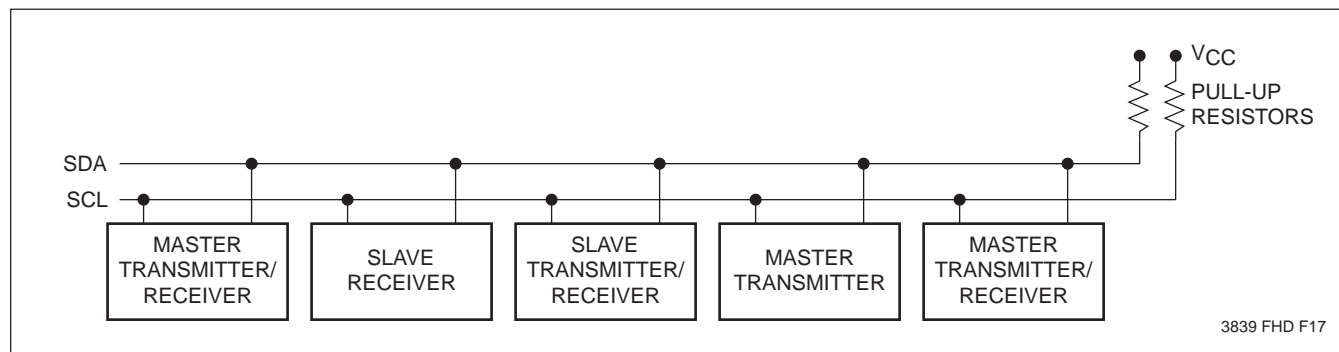 VCC
PULL-UP
RESISTORS
SDA
SCL
MASTER
TRANSMITTER/
RECEIVER
SLAVE
RECEIVER
SLAVE
TRANSMITTER/
RECEIVER
MASTER
TRANSMITTER
MASTER
TRANSMITTER/
RECEIVER
3839 FHD F17